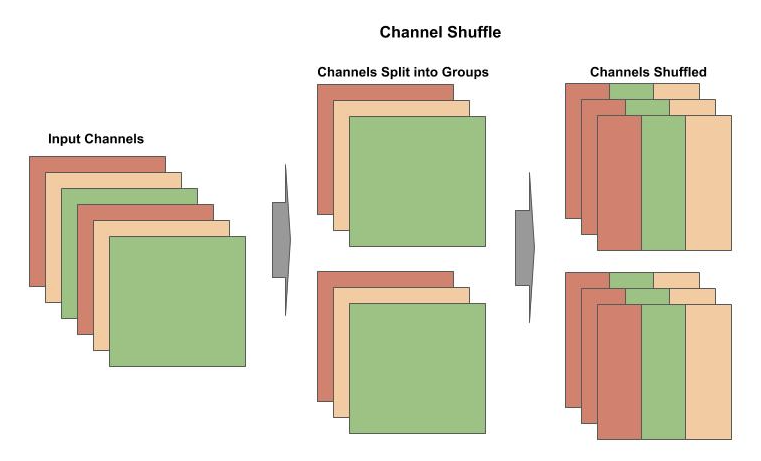 Channel Shuffle
Input Channels
Channels Split into Groups
Channels Shuffled